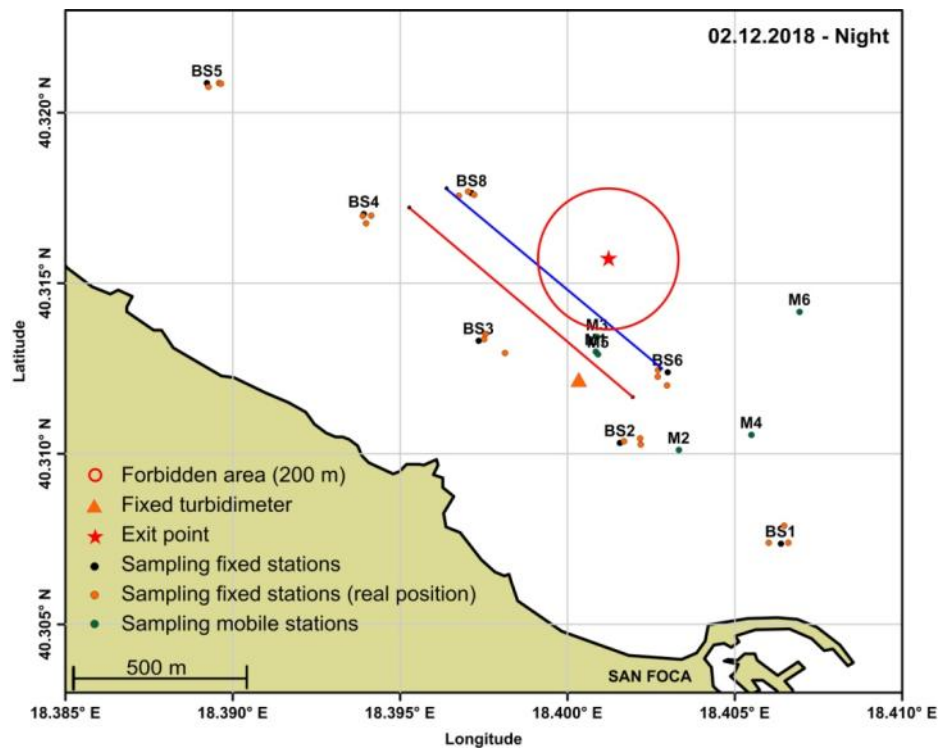 02.12.2018 - Night
BS5
BS8
BS4
M6
M3
BS3
M5
BS6
M4
BS2
M2
BS1
Forbidden area (200 m)
Fixed turbidimeter
Exit point
Sampling fixed stations
Sampling fixed stations (real position)
Sampling mobile stations
500 m
SAN FOCA
40.320° N
40.315° N
40.310° N
40.305° N
Latitude
18.385° E
18.390° E
18.395° E
18.400° E
18.405° E
18.410° E
Longitude